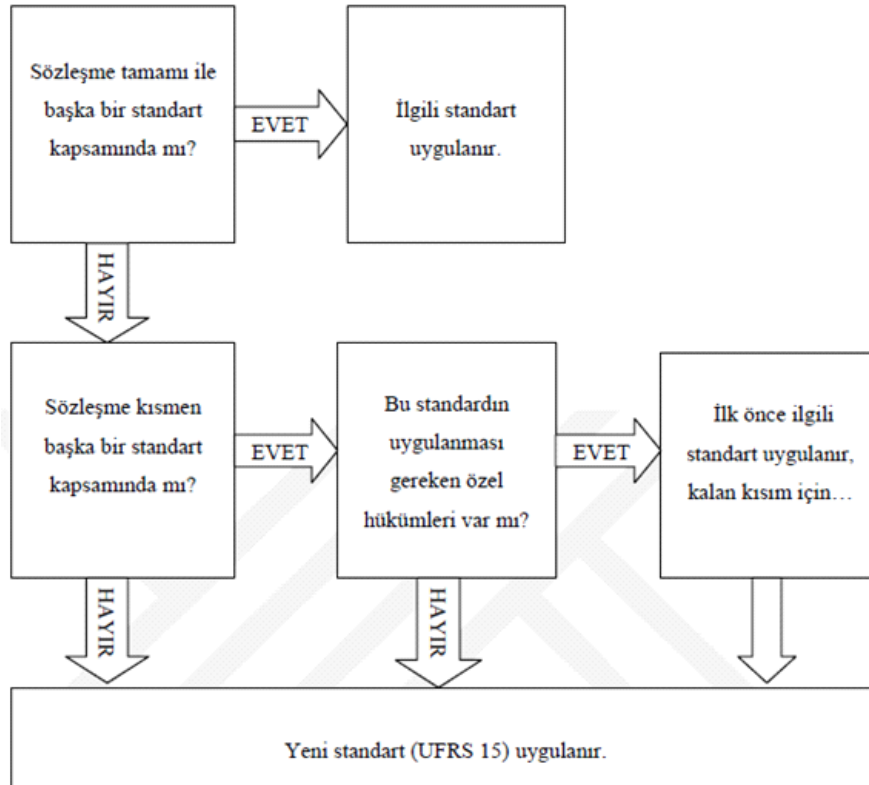 Sözleşme tamamı ile
başka bir standart
kapsamında mı?
EVET
İlgili standart
uygulanır.
HAYIR
Sözleşme kısmen
başka bir standart
kapsamında mı?
EVET
Bu standardın
uygulanması
gereken özel
hükümleri var mı?
EVET
İlk önce ilgili
standart uygulanır,
kalan kısım için…
HAYIR
HAYIR
Yeni standart (UFRS 15) uygulanır.